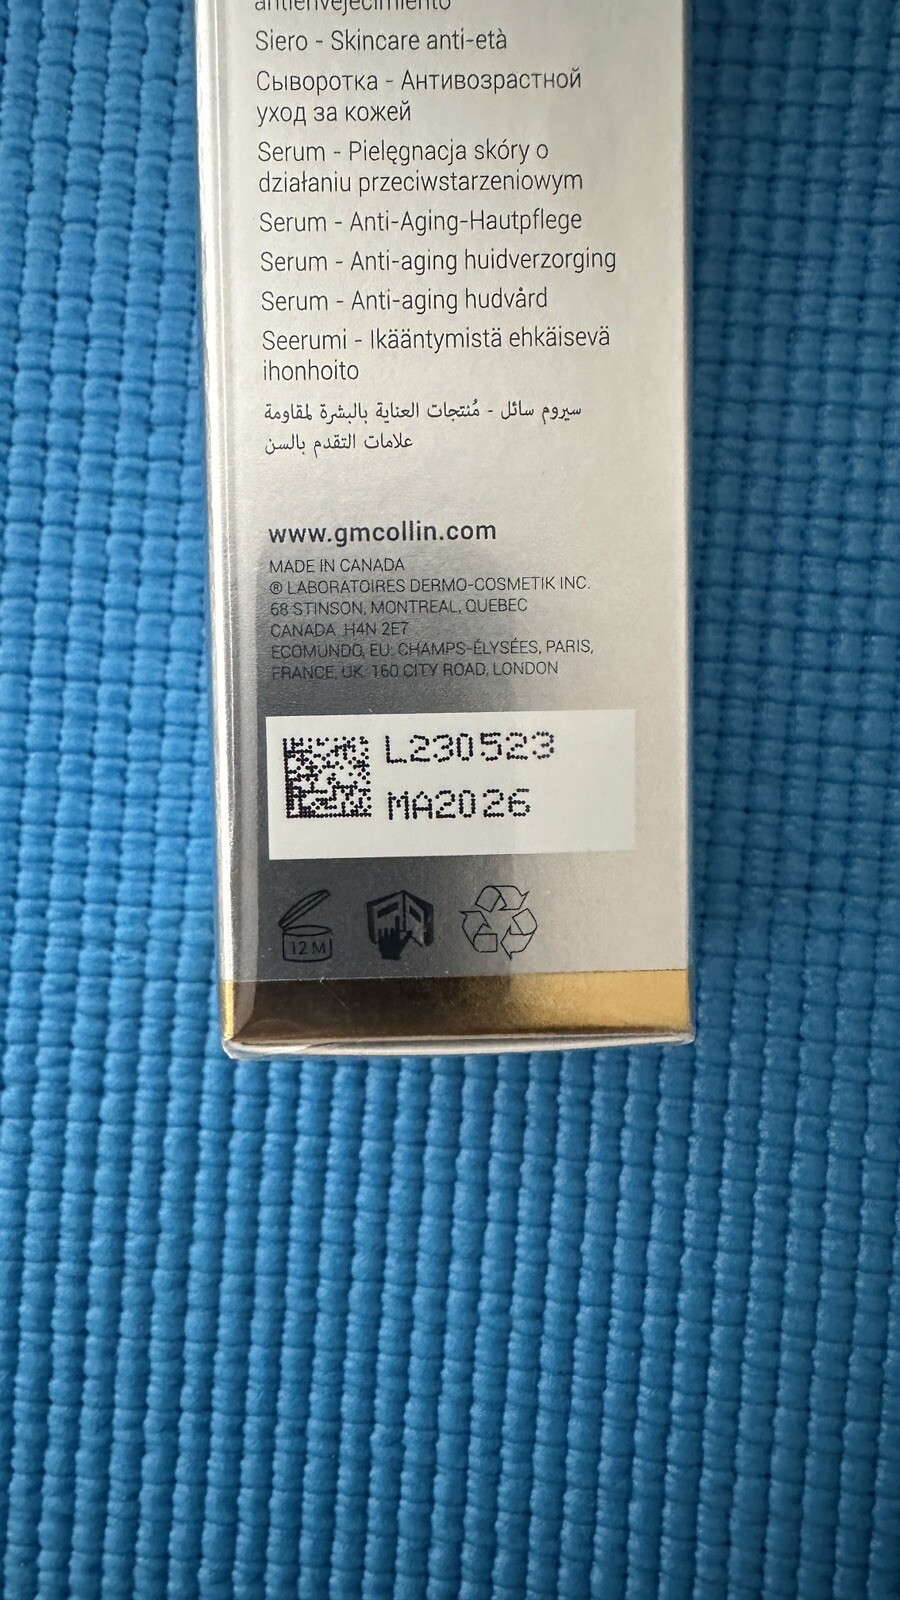 antienvejecimiento
Siero - Skincare anti-età
Сыворотка - Антивозрастной
уход за кожей
Serum - Pielęgnacja skóry o
działaniu przeciwstarzeniowym
Serum - Anti-Aging-Hautpflege
Serum - Anti-aging huidverzorging
Serum - Anti-aging hudvård
Seerumi - Ikääntymistä ehkäisevä
ihonhoito
سيروم سائل - مُنتجات العناية بالبشرة لمقاومة
علامات التقدم بالسن
www.gmcollin.com
MADE IN CANADA
® LABORATOIRES DERMO-COSMETIK INC.
68 STINSON, MONTREAL, QUEBEC
CANADA H4N 2E7
ECOMUNDO, EU: CHAMPS-ÉLYSÉES, PARIS,
FRANCE, UK: 160 CITY ROAD, LONDON
L230523
MA2026
12 M